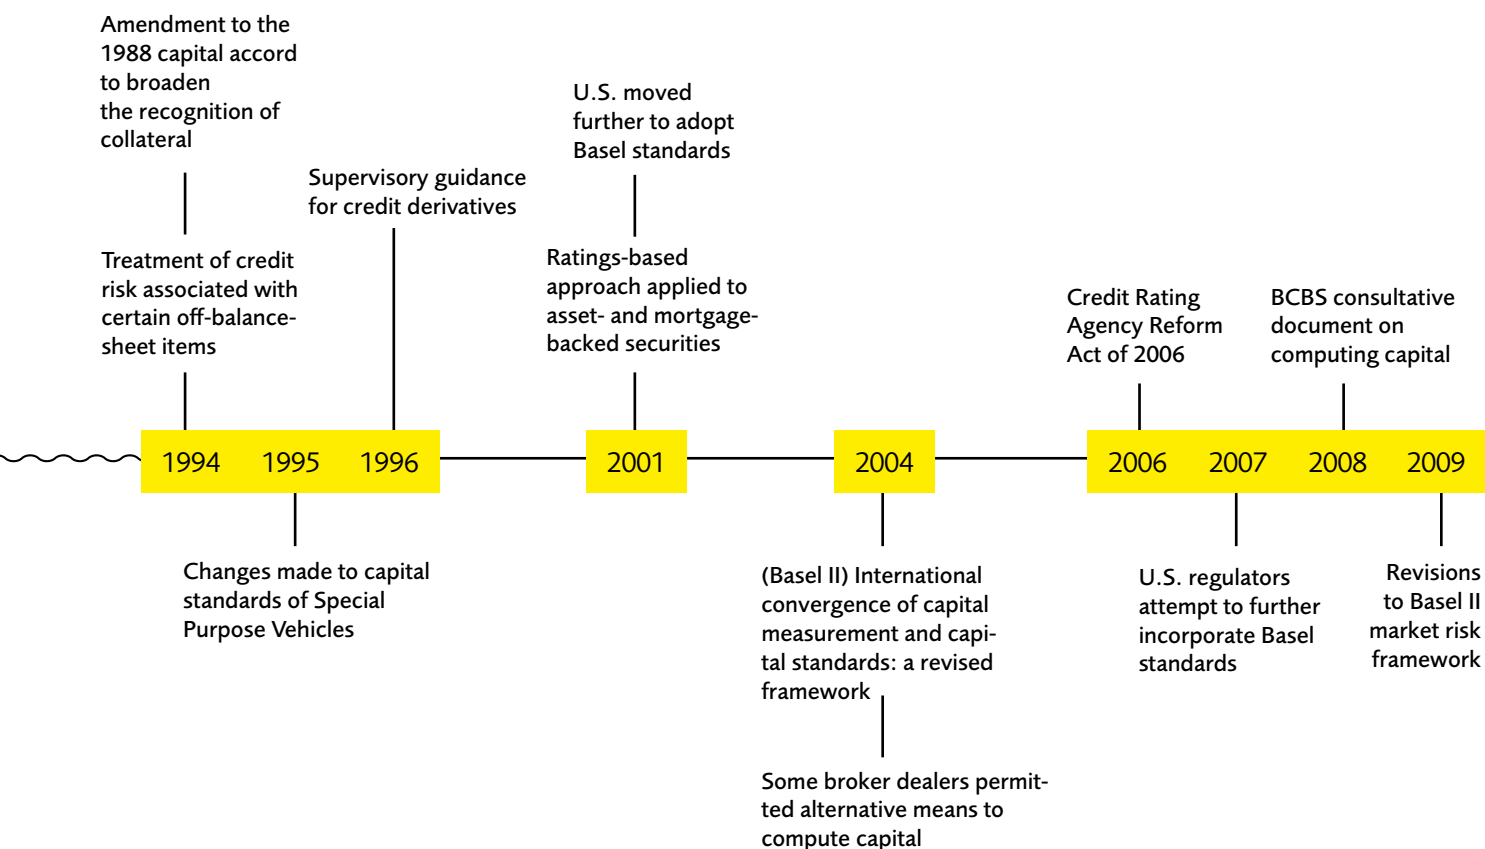 Amendment to the
1988 capital accord
to broaden
the recognition of
collateral
Treatment of credit
risk associated with
certain off-balance-
sheet items
Supervisory guidance
for credit derivatives
U.S. moved
further to adopt
Basel standards
Ratings-based
approach applied to
asset- and mortgage-
backed securities
Credit Rating
Agency Reform
Act of 2006
BCBS consultative
document on
computing capital
1994 1995 1996 2001 2004 2006 2007 2008 2009
Changes made to capital
standards of Special
Purpose Vehicles
(Basel II) International
convergence of capital
measurement and capi-
tal standards: a revised
framework
Some broker dealers permit-
ted alternative means to
compute capital
U.S. regulators
attempt to further
incorporate Basel
standards
Revisions
to Basel II
market risk
framework